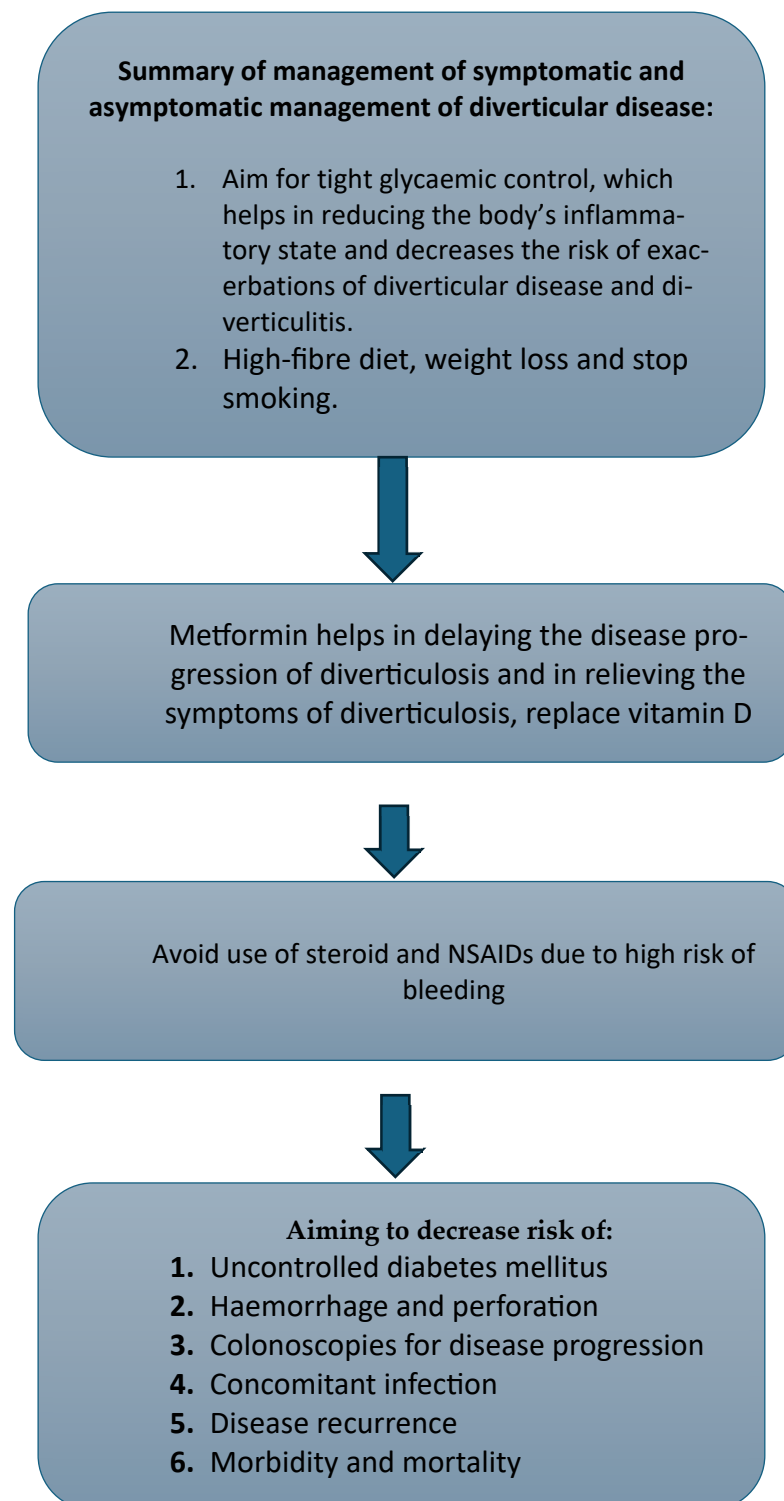 Summary of management of symptomatic and
asymptomatic management of diverticular disease:
1. Aim for tight glycaemic control, which
helps in reducing the body’s inflamma-
tory state and decreases the risk of exac-
erbations of diverticular disease and di-
verticulitis.
2. High-fibre diet, weight loss and stop
smoking.
Metformin helps in delaying the disease pro-
gression of diverticulosis and in relieving the
symptoms of diverticulosis, replace vitamin D
Avoid use of steroid and NSAIDs due to high risk of
bleeding
Aiming to decrease risk of:
1. Uncontrolled diabetes mellitus
2. Haemorrhage and perforation
3. Colonoscopies for disease progression
4. Concomitant infection
5. Disease recurrence
6. Morbidity and mortality